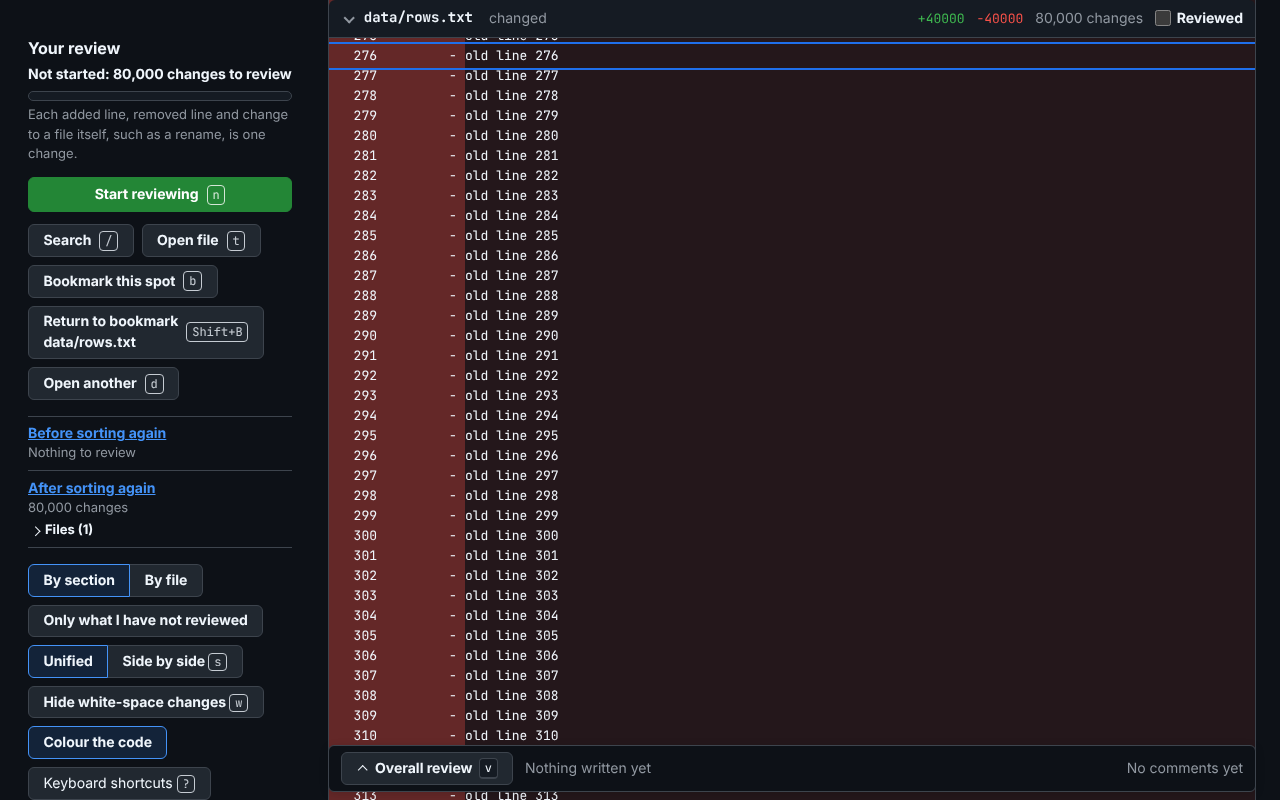 Your review
Not started: 80,000 changes to review
Each added line, removed line and change
to a file itself, such as a rename, is one
change.
Start reviewing n
Search / Open file t
Bookmark this spot b
Return to bookmark
data/rows.txt Shift+B
Open another d
Before sorting again
Nothing to review
After sorting again
80,000 changes
Files (1)
By section By file
Only what I have not reviewed
Unified Side by side s
Hide white-space changes w
Colour the code
Keyboard shortcuts ?
data/rows.txt changed +40000 -40000 80,000 changes Reviewed
276 - old line 276
277 - old line 277
278 - old line 278
279 - old line 279
280 - old line 280
281 - old line 281
282 - old line 282
283 - old line 283
284 - old line 284
285 - old line 285
286 - old line 286
287 - old line 287
288 - old line 288
289 - old line 289
290 - old line 290
291 - old line 291
292 - old line 292
293 - old line 293
294 - old line 294
295 - old line 295
296 - old line 296
297 - old line 297
298 - old line 298
299 - old line 299
300 - old line 300
301 - old line 301
302 - old line 302
303 - old line 303
304 - old line 304
305 - old line 305
306 - old line 306
307 - old line 307
308 - old line 308
309 - old line 309
310 - old line 310
Overall review v Nothing written yet No comments yet
313 - old line 313